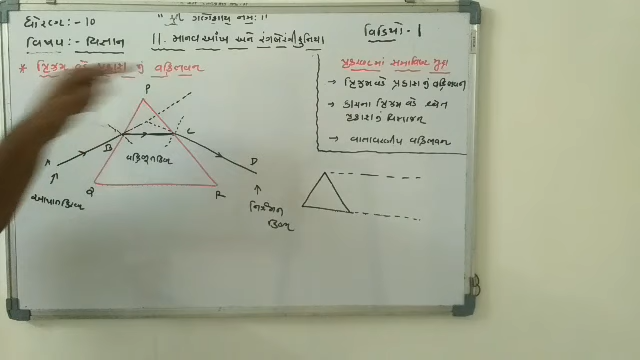 ધોરણ :- 10
"શ્રી ગણેશાય નમઃ ।"
વિષય :- વિજ્ઞાન
11. માનવઆંખ અને રંગબેરંગી દુનિયા
વિડિયો - 1
* પ્રિઝમ વડે પ્રકાશ નું વક્રિભવન
P
A
B
C
D
Q
R
વક્રિભૂતકિરણ
આપાતકિરણ
નિર્ગમન
કિરણ
પ્રકરણમાં સમાવિષ્ટ મુદ્દા
→ પ્રિઝમ વડે પ્રકાશ નું વક્રિભવન
→ કાચના પ્રિઝમ વડે શ્વેત
પ્રકાશનું વિભાજન
→ વાતાવરણીય વક્રિભવન